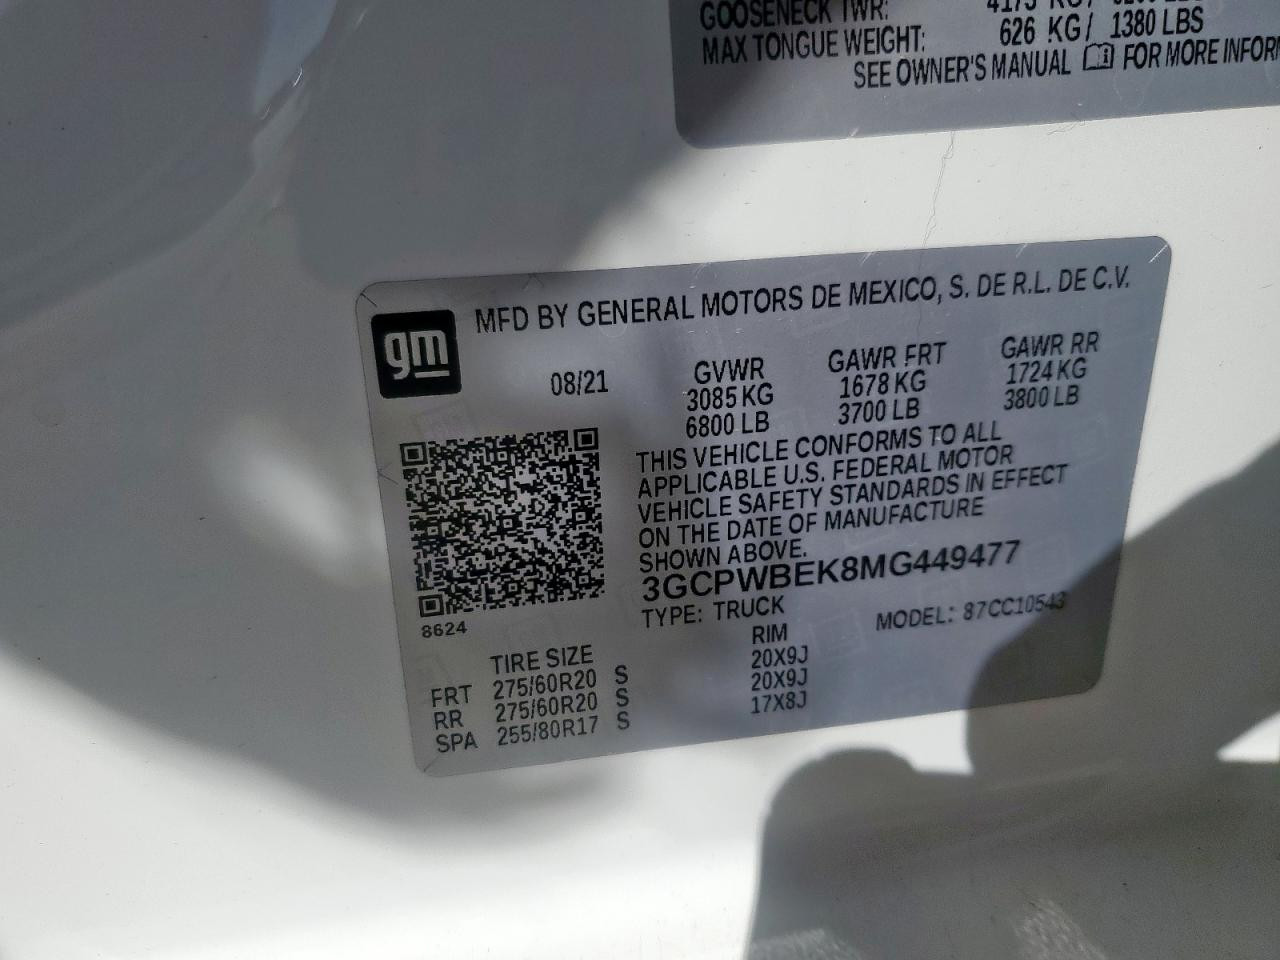 GOOSENECK TWR:
MAX TONGUE WEIGHT: 626 KG/ 1380 LBS
SEE OWNER'S MANUAL FOR MORE
gm
MFD BY GENERAL MOTORS DE MEXICO, S. DE R.L. DE C.V.
08/21 GVWR GAWR FRT GAWR RR
3085 KG 1678 KG 1724 KG
6800 LB 3700 LB 3800 LB
THIS VEHICLE CONFORMS TO ALL
APPLICABLE U.S. FEDERAL MOTOR
VEHICLE SAFETY STANDARDS IN EFFECT
ON THE DATE OF MANUFACTURE
SHOWN ABOVE.
3GCPWBEK8MG449477
TYPE: TRUCK MODEL: 87CC10543
8624
TIRE SIZE RIM
FRT 275/60R20 S 20X9J
RR 275/60R20 S 20X9J
SPA 255/80R17 S 17X8J